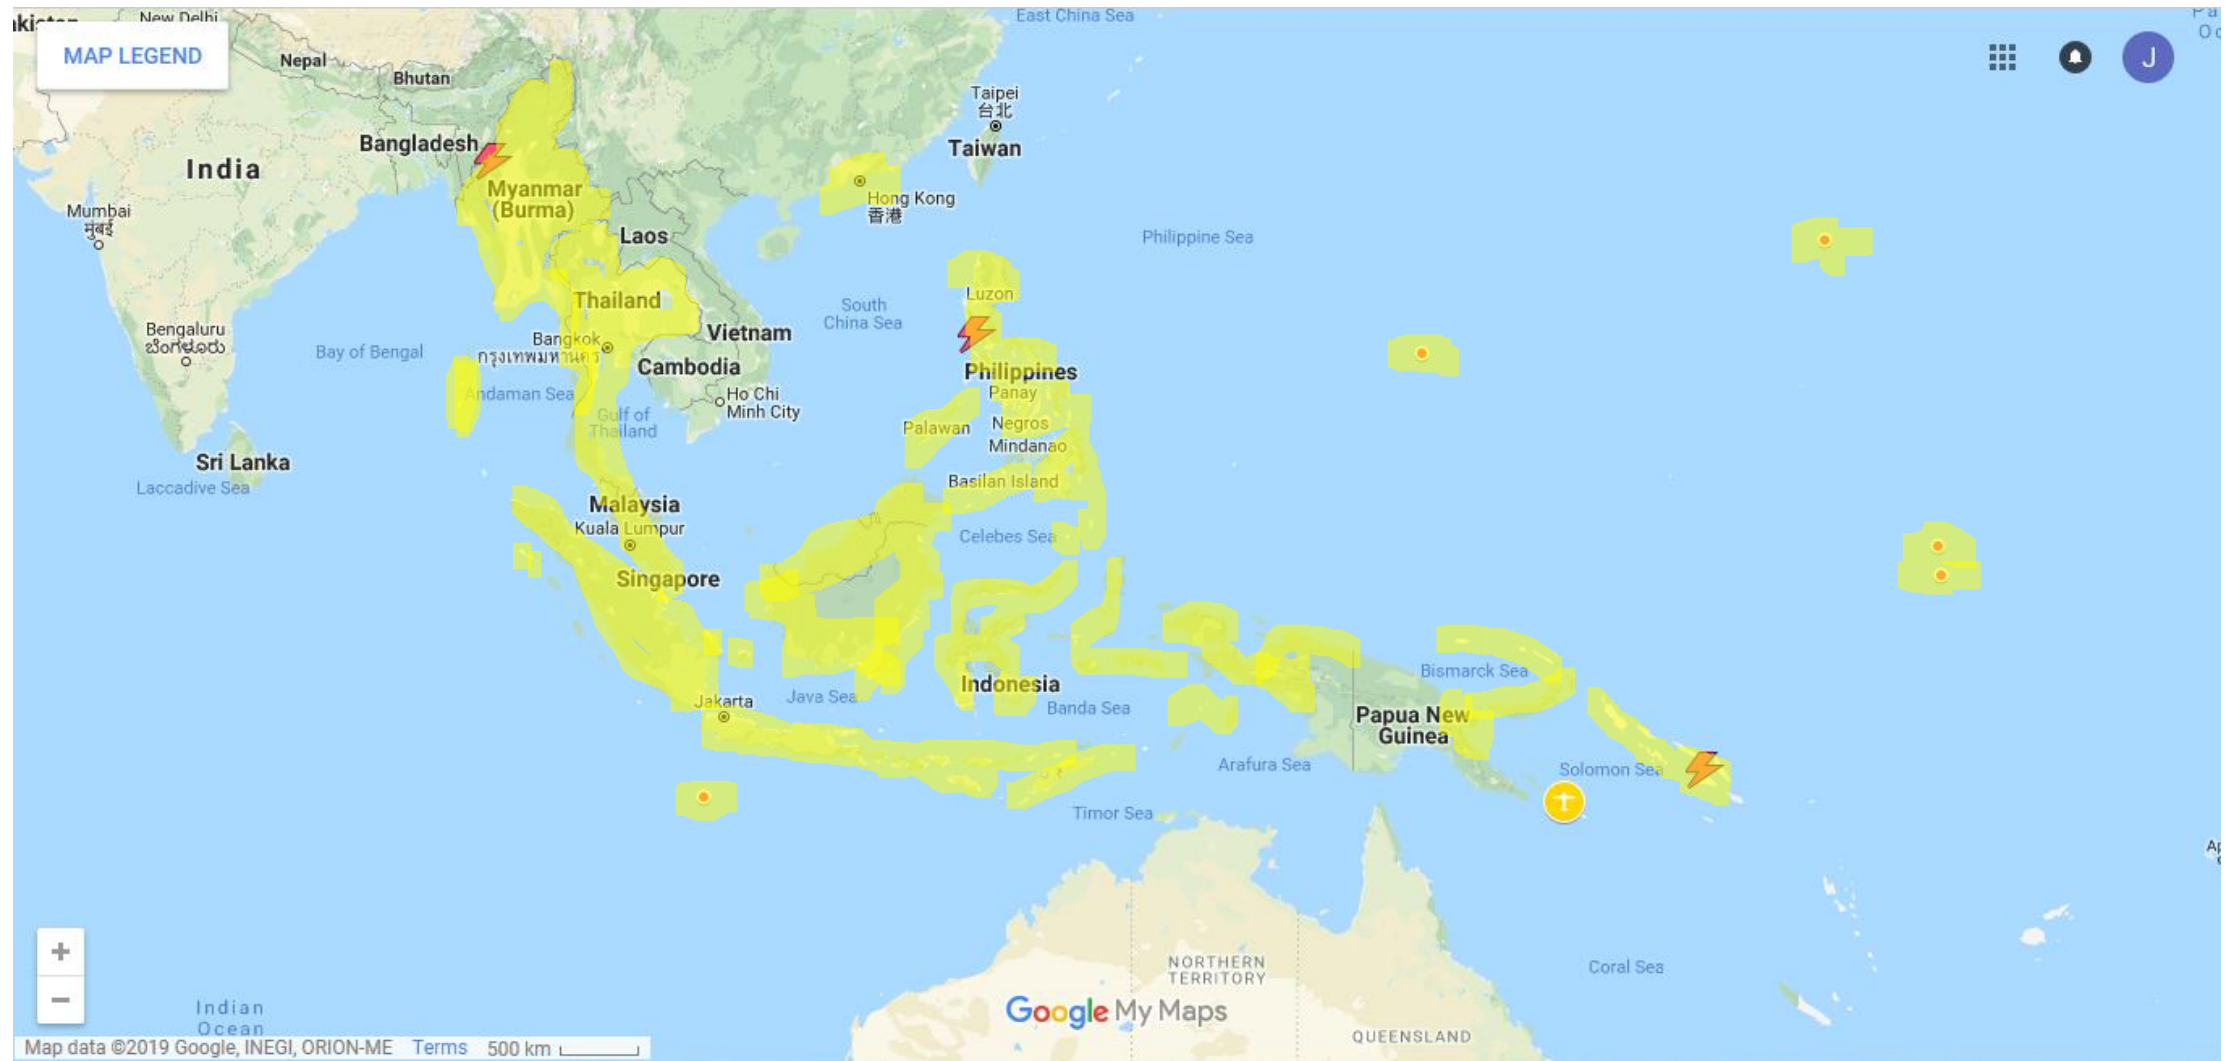 New Delhi
East China Sea
MAP LEGEND
Nepal
Bhutan
J
Taipei
台北
Bangladesh
Taiwan
India
Myanmar
(Burma)
Hong Kong
香港
Mumbai
मुंबई
Laos
Philippine Sea
Thailand
Luzon
South
China Sea
Bengaluru
ಬೆಂಗಳೂರು
Bay of Bengal
Bangkok
กรุงเทพมหานคร
Vietnam
Cambodia
Philippines
Panay
Andaman Sea
Ho Chi
Minh City
Gulf of
Thailand
Palawan
Negros
Mindanao
Sri Lanka
Laccadive Sea
Basilan Island
Malaysia
Kuala Lumpur
Celebes Sea
Singapore
Indonesia
Bismarck Sea
Jakarta
Java Sea
Banda Sea
Papua New
Guinea
Arafura Sea
Solomon Sea
Timor Sea
NORTHERN
TERRITORY
Coral Sea
Indian
Ocean
Google My Maps
QUEENSLAND
Map data ©2019 Google, INEGI, ORION-ME Terms 500 km